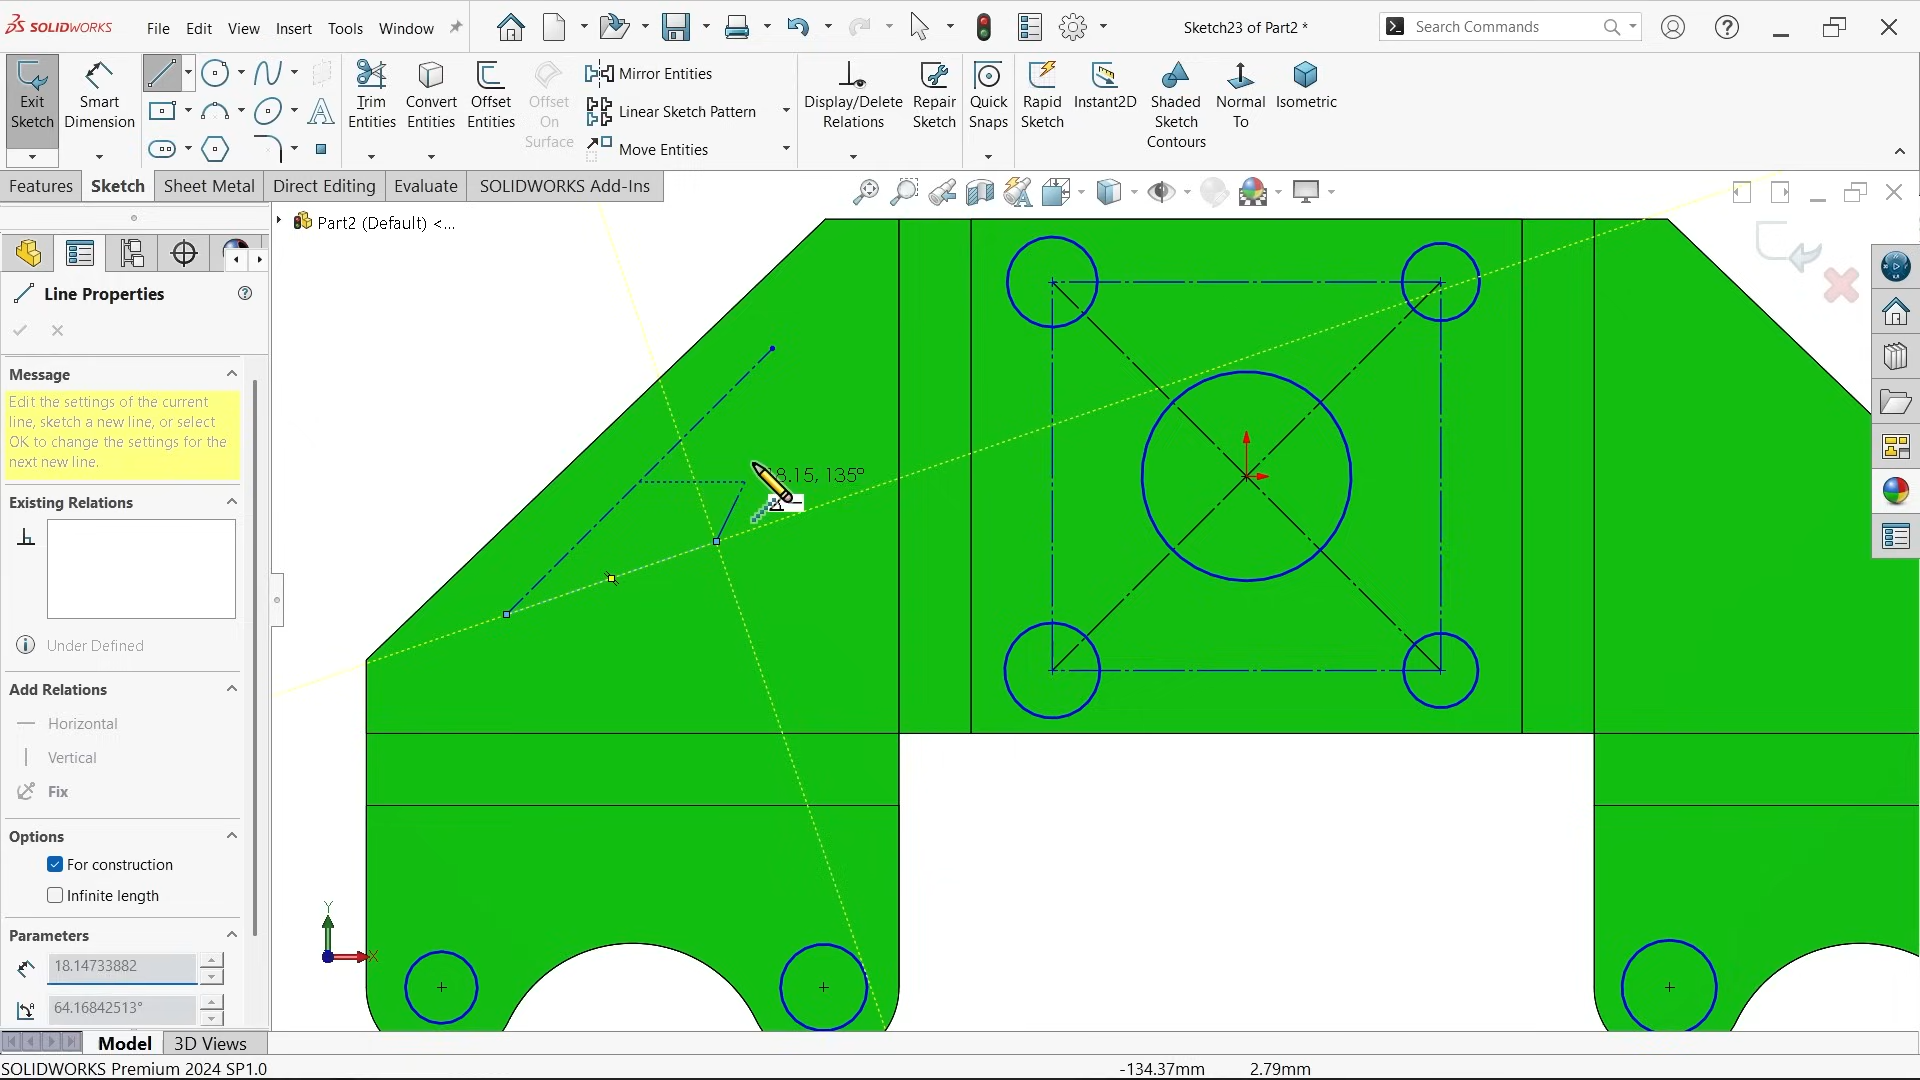 SOLIDWORKS File Edit View Insert Tools Window Sketch23 of Part2 * Search Commands
Exit Sketch
Smart Dimension
Trim Entities
Convert Entities
Offset Entities
Offset On Surface
Mirror Entities
Linear Sketch Pattern
Move Entities
Display/Delete Relations
Repair Sketch
Quick Snaps
Rapid Sketch
Instant2D
Shaded Sketch Contours
Normal To
Isometric
Features Sketch Sheet Metal Direct Editing Evaluate SOLIDWORKS Add-Ins
Part2 (Default) <...
Line Properties
Message
Edit the settings of the current
line, sketch a new line, or select
OK to change the settings for the
next new line.
Existing Relations
Under Defined
Add Relations
Horizontal
Vertical
Fix
Options
For construction
Infinite length
Parameters
18.14733882
64.16842513°
18.15, 135°
Y
X
Model 3D Views
SOLIDWORKS Premium 2024 SP1.0 -134.37mm 2.79mm